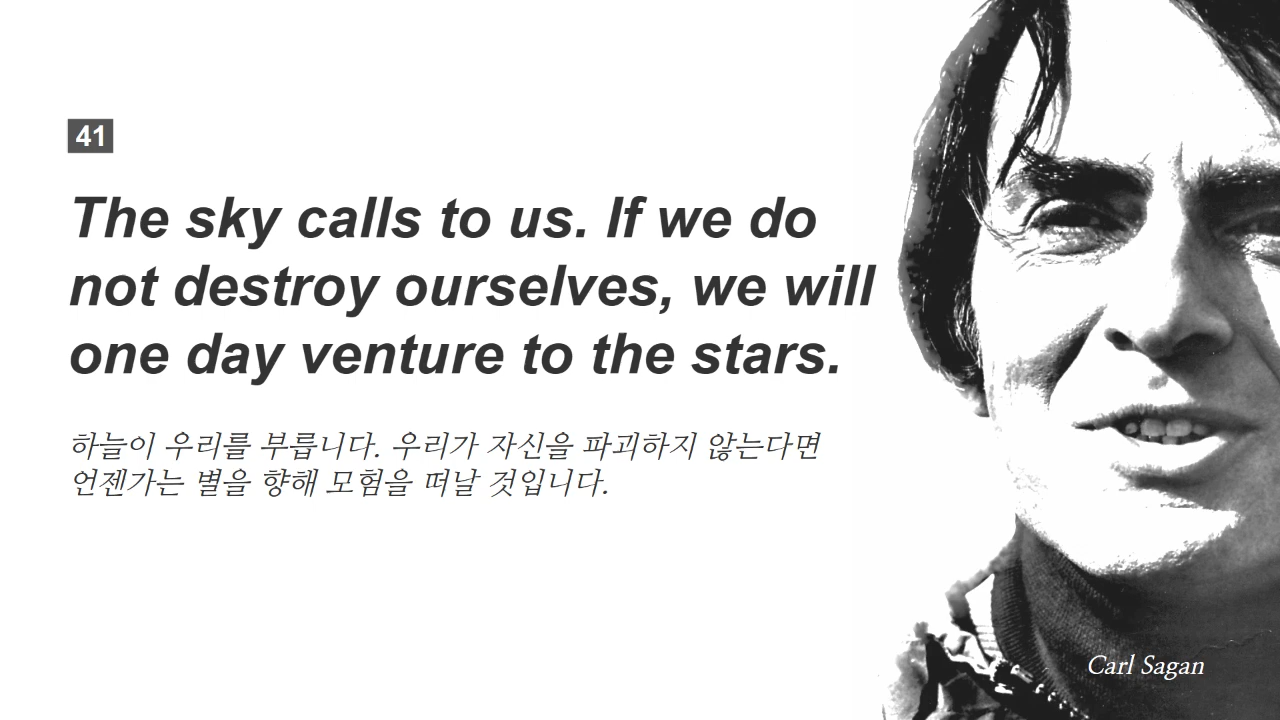 41
The sky calls to us. If we do
not destroy ourselves, we will
one day venture to the stars.
하늘이 우리를 부릅니다. 우리가 자신을 파괴하지 않는다면
언젠가는 별을 향해 모험을 떠날 것입니다.
Carl Sagan